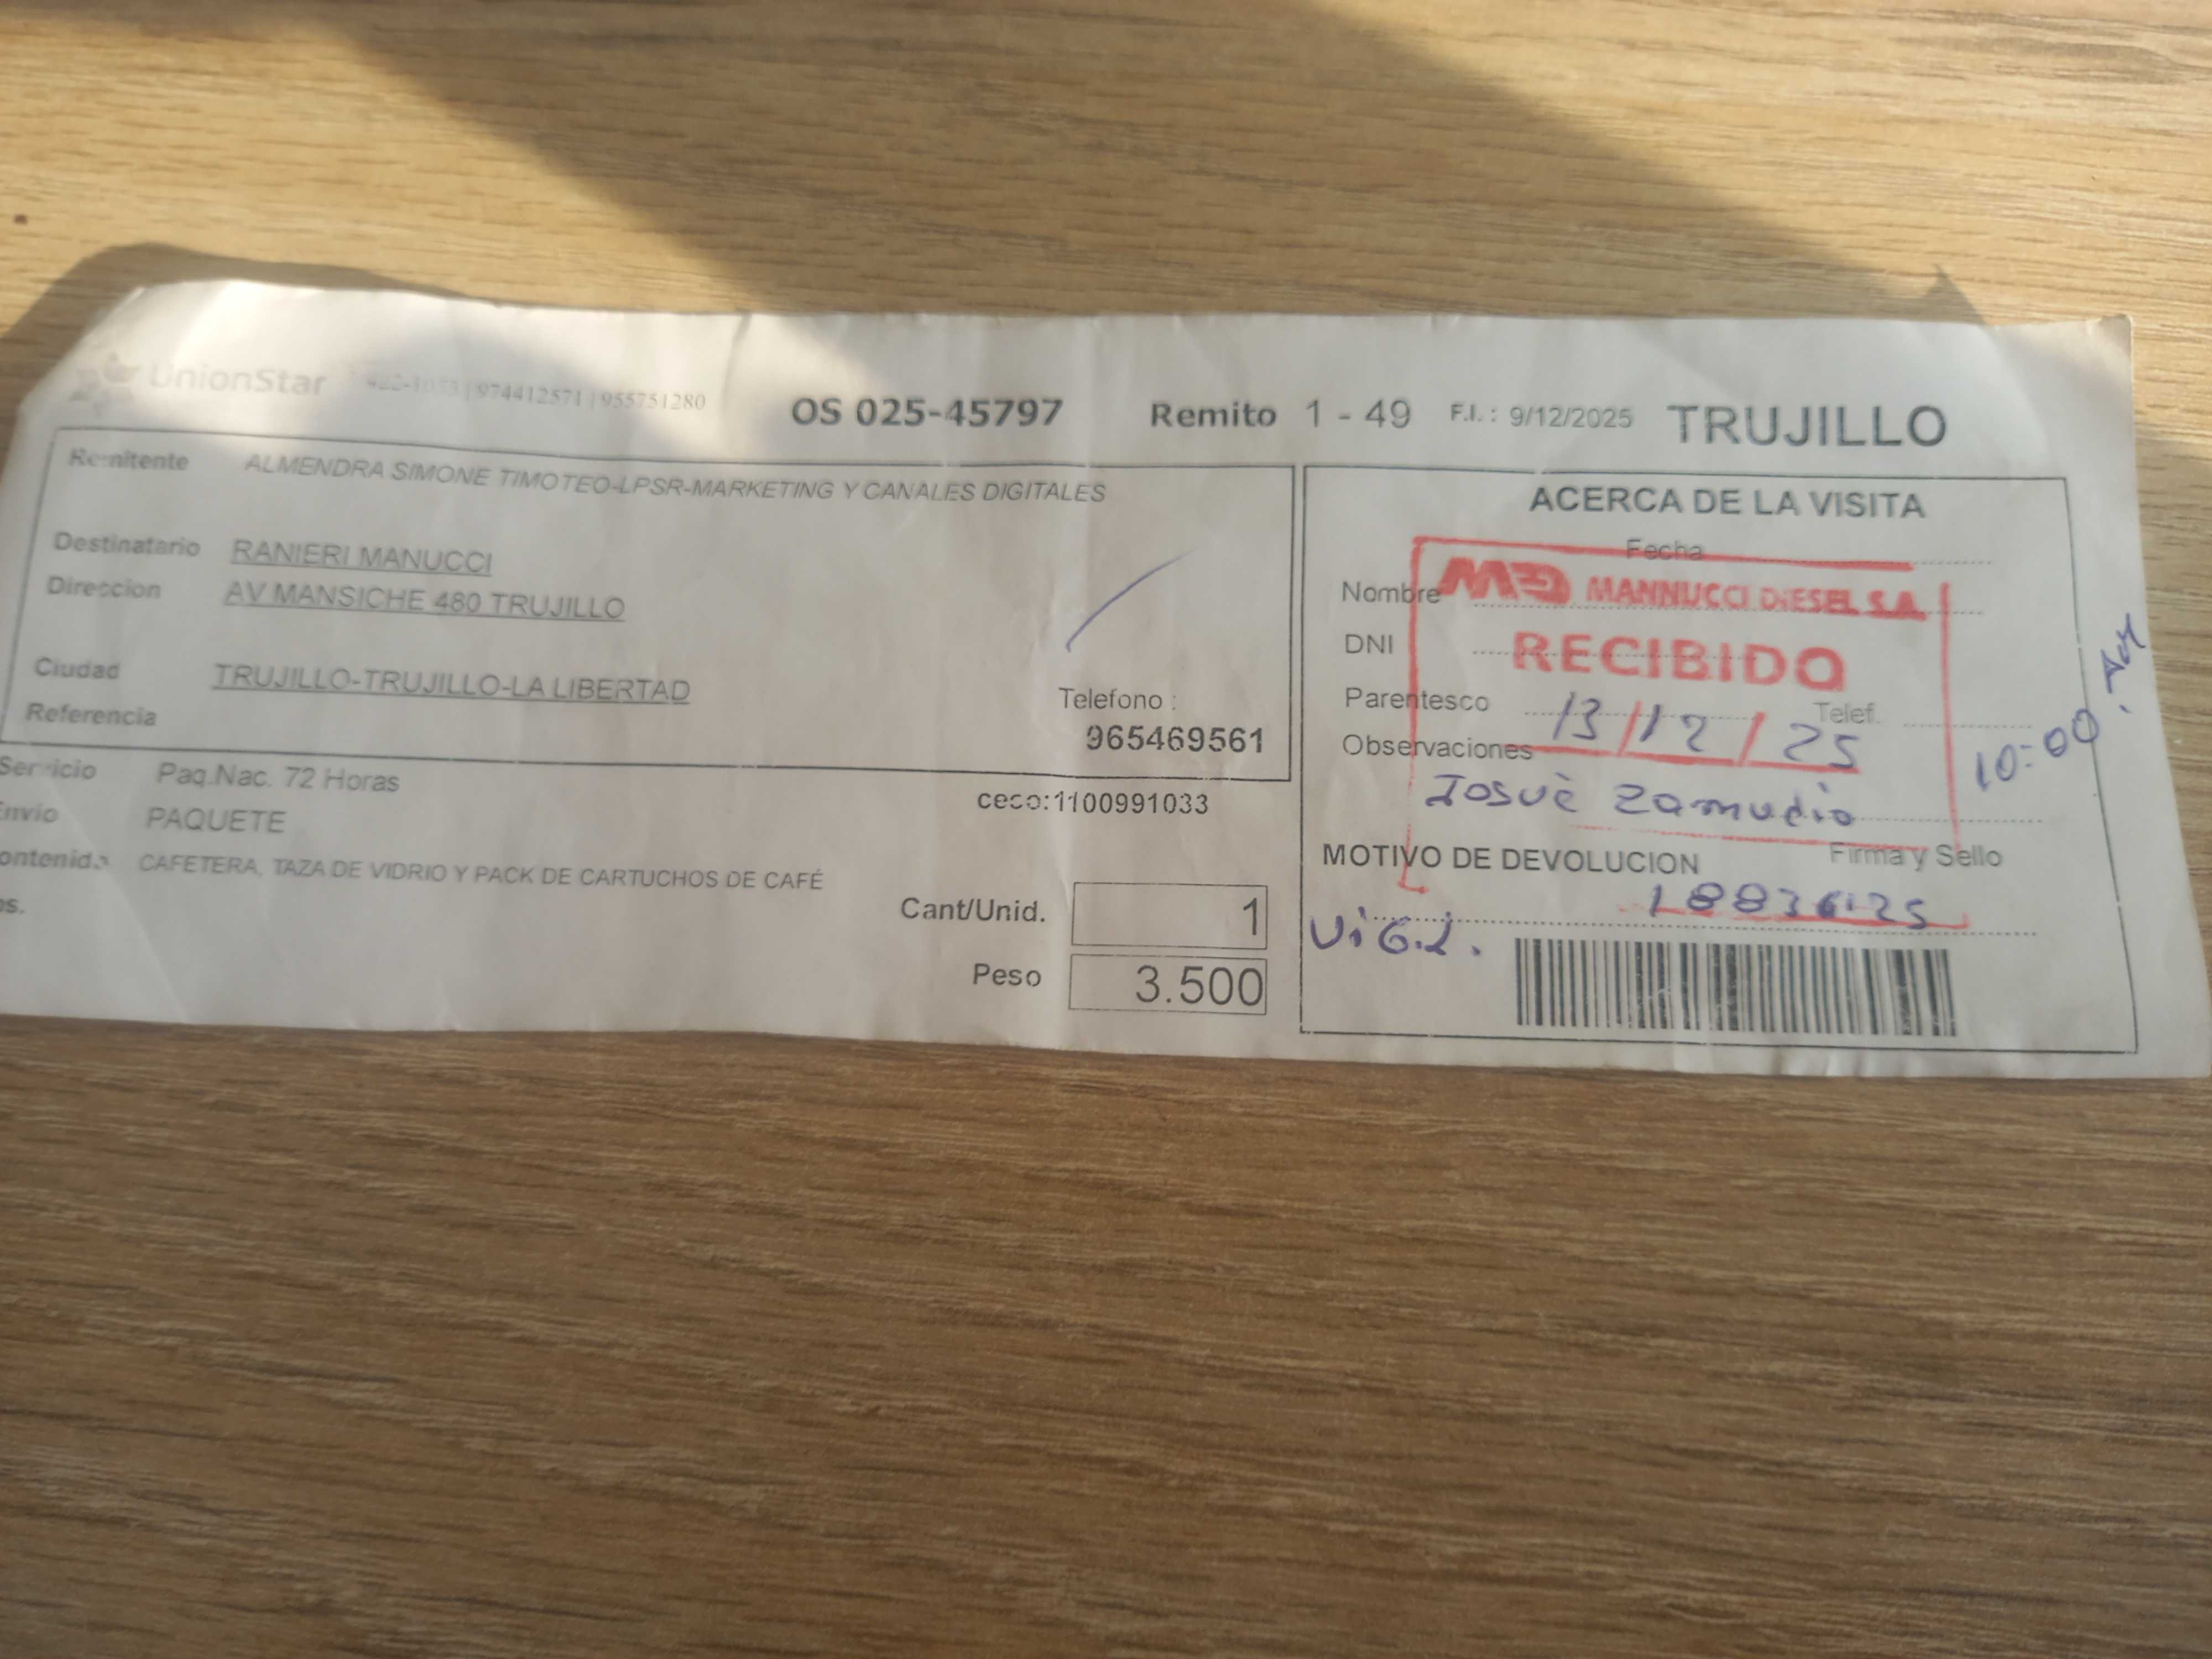 UnionStar 974412571 | 955751280 OS 025-45797 Remito 1 - 49 F.I.: 9/12/2025 TRUJILLO
Remitente ALMENDRA SIMONE TIMOTEO-LPSR-MARKETING Y CANALES DIGITALES
Destinatario RANIERI MANUCCI
Direccion AV MANSICHE 480 TRUJILLO
Ciudad TRUJILLO-TRUJILLO-LA LIBERTAD
Referencia
Telefono :
965469561
Servicio Paq.Nac. 72 Horas
ceco:1100991033
Envio PAQUETE
Contenido CAFETERA, TAZA DE VIDRIO Y PACK DE CARTUCHOS DE CAFÉ
Cant/Unid. 1
Peso 3.500
ACERCA DE LA VISITA
Fecha
Nombre MANNUCCI DIESEL S.A.
DNI RECIBIDO
Parentesco 13/12/25 Telef.
Observaciones
10:00
Josuè Zamudio
MOTIVO DE DEVOLUCION Firma y Sello
ViGil.